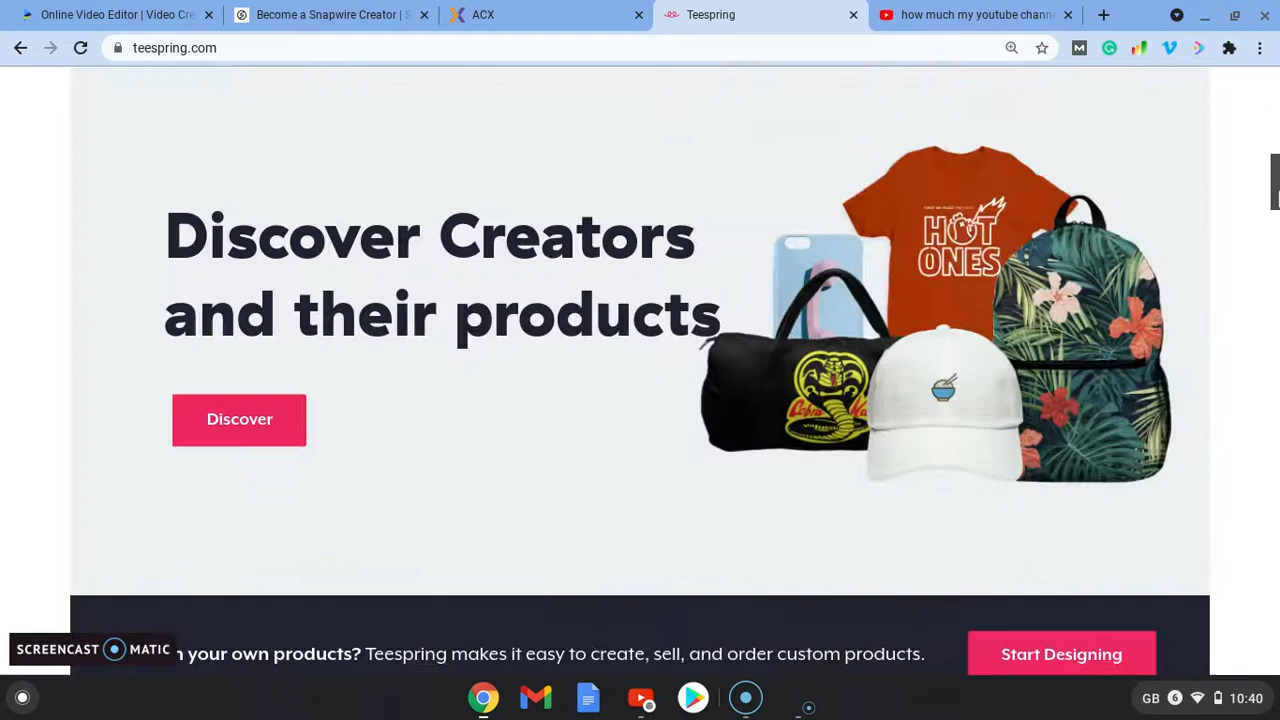 Online Video Editor | Video Cre
Become a Snapwire Creator | S
ACX
Teespring
how much my youtube chann
teespring.com
Discover Creators
and their products
Discover
HOT
ONES
Cobra
n your own products? Teespring makes it easy to create, sell, and order custom products.
Start Designing
SCREENCAST MATIC
GB 6 10:40